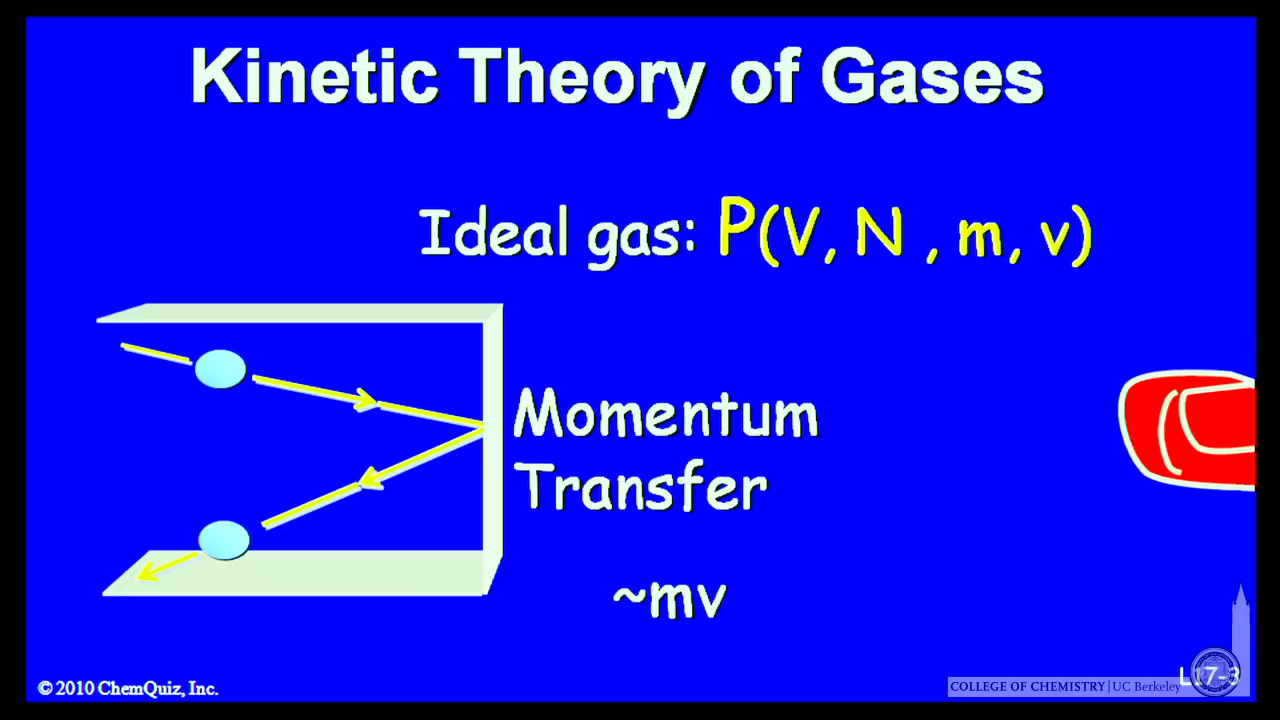 Kinetic Theory of Gases
Ideal gas: P(V, N , m, v)
Momentum
Transfer
~mv
© 2010 ChemQuiz, Inc.
COLLEGE OF CHEMISTRY | UC Berkeley
L17-3